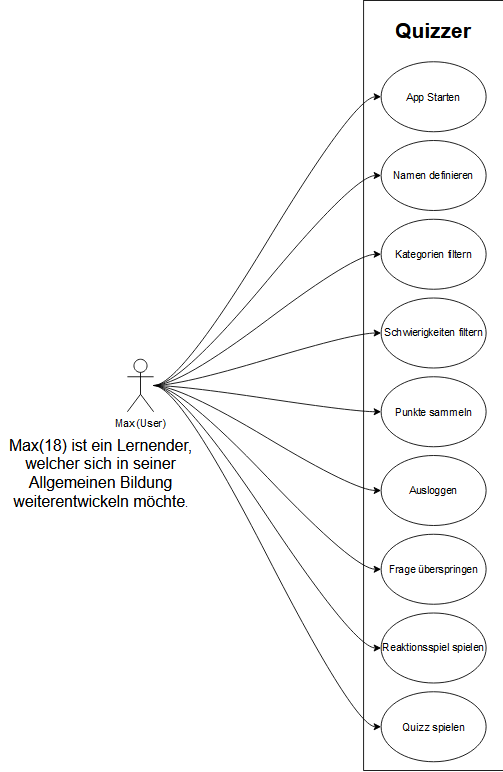 Quizzer
App Starten
Namen definieren
Kategorien filtern
Schwierigkeiten filtern
Max(User)
Max(18) ist ein Lernender,
welcher sich in seiner
Allgemeinen Bildung
weiterentwickeln möchte.
Punkte sammeln
Ausloggen
Frage überspringen
Reaktionsspiel spielen
Quizz spielen